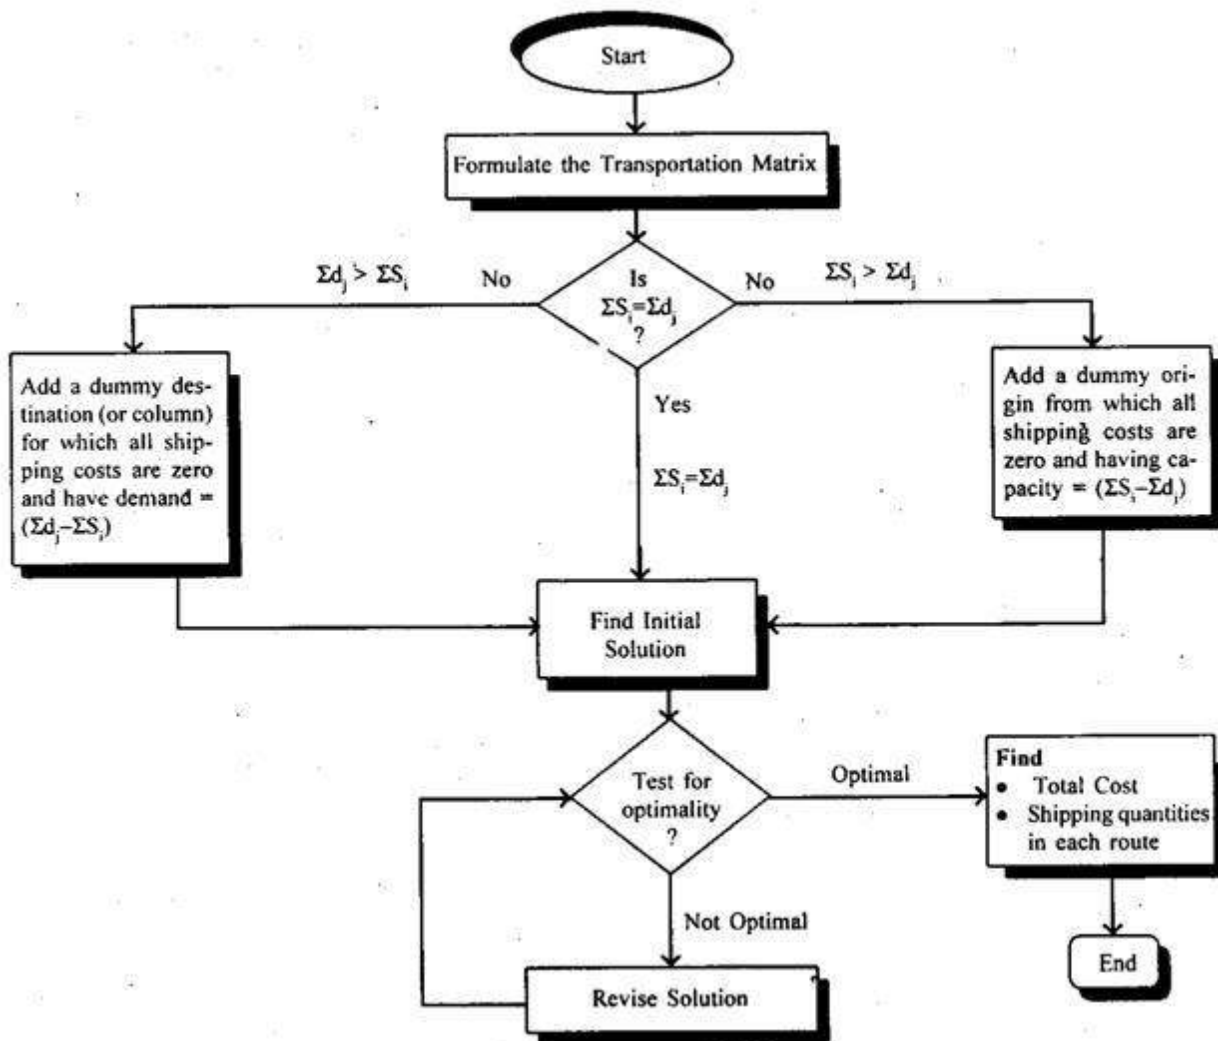 Start
Formulate the Transportation Matrix
Σdj > ΣSi
No
Is
ΣSi=Σdj
?
No
ΣSi > Σdj
Add a dummy des-
tination (or column)
for which all ship-
ping costs are zero
and have demand =
(Σdj–ΣSi)
Yes
ΣSi=Σdj
Add a dummy ori-
gin from which all
shipping costs are
zero and having ca-
pacity = (ΣSi–Σdj)
Find Initial
Solution
Test for
optimality
?
Optimal
Find
• Total Cost
• Shipping quantities
in each route
Not Optimal
Revise Solution
End